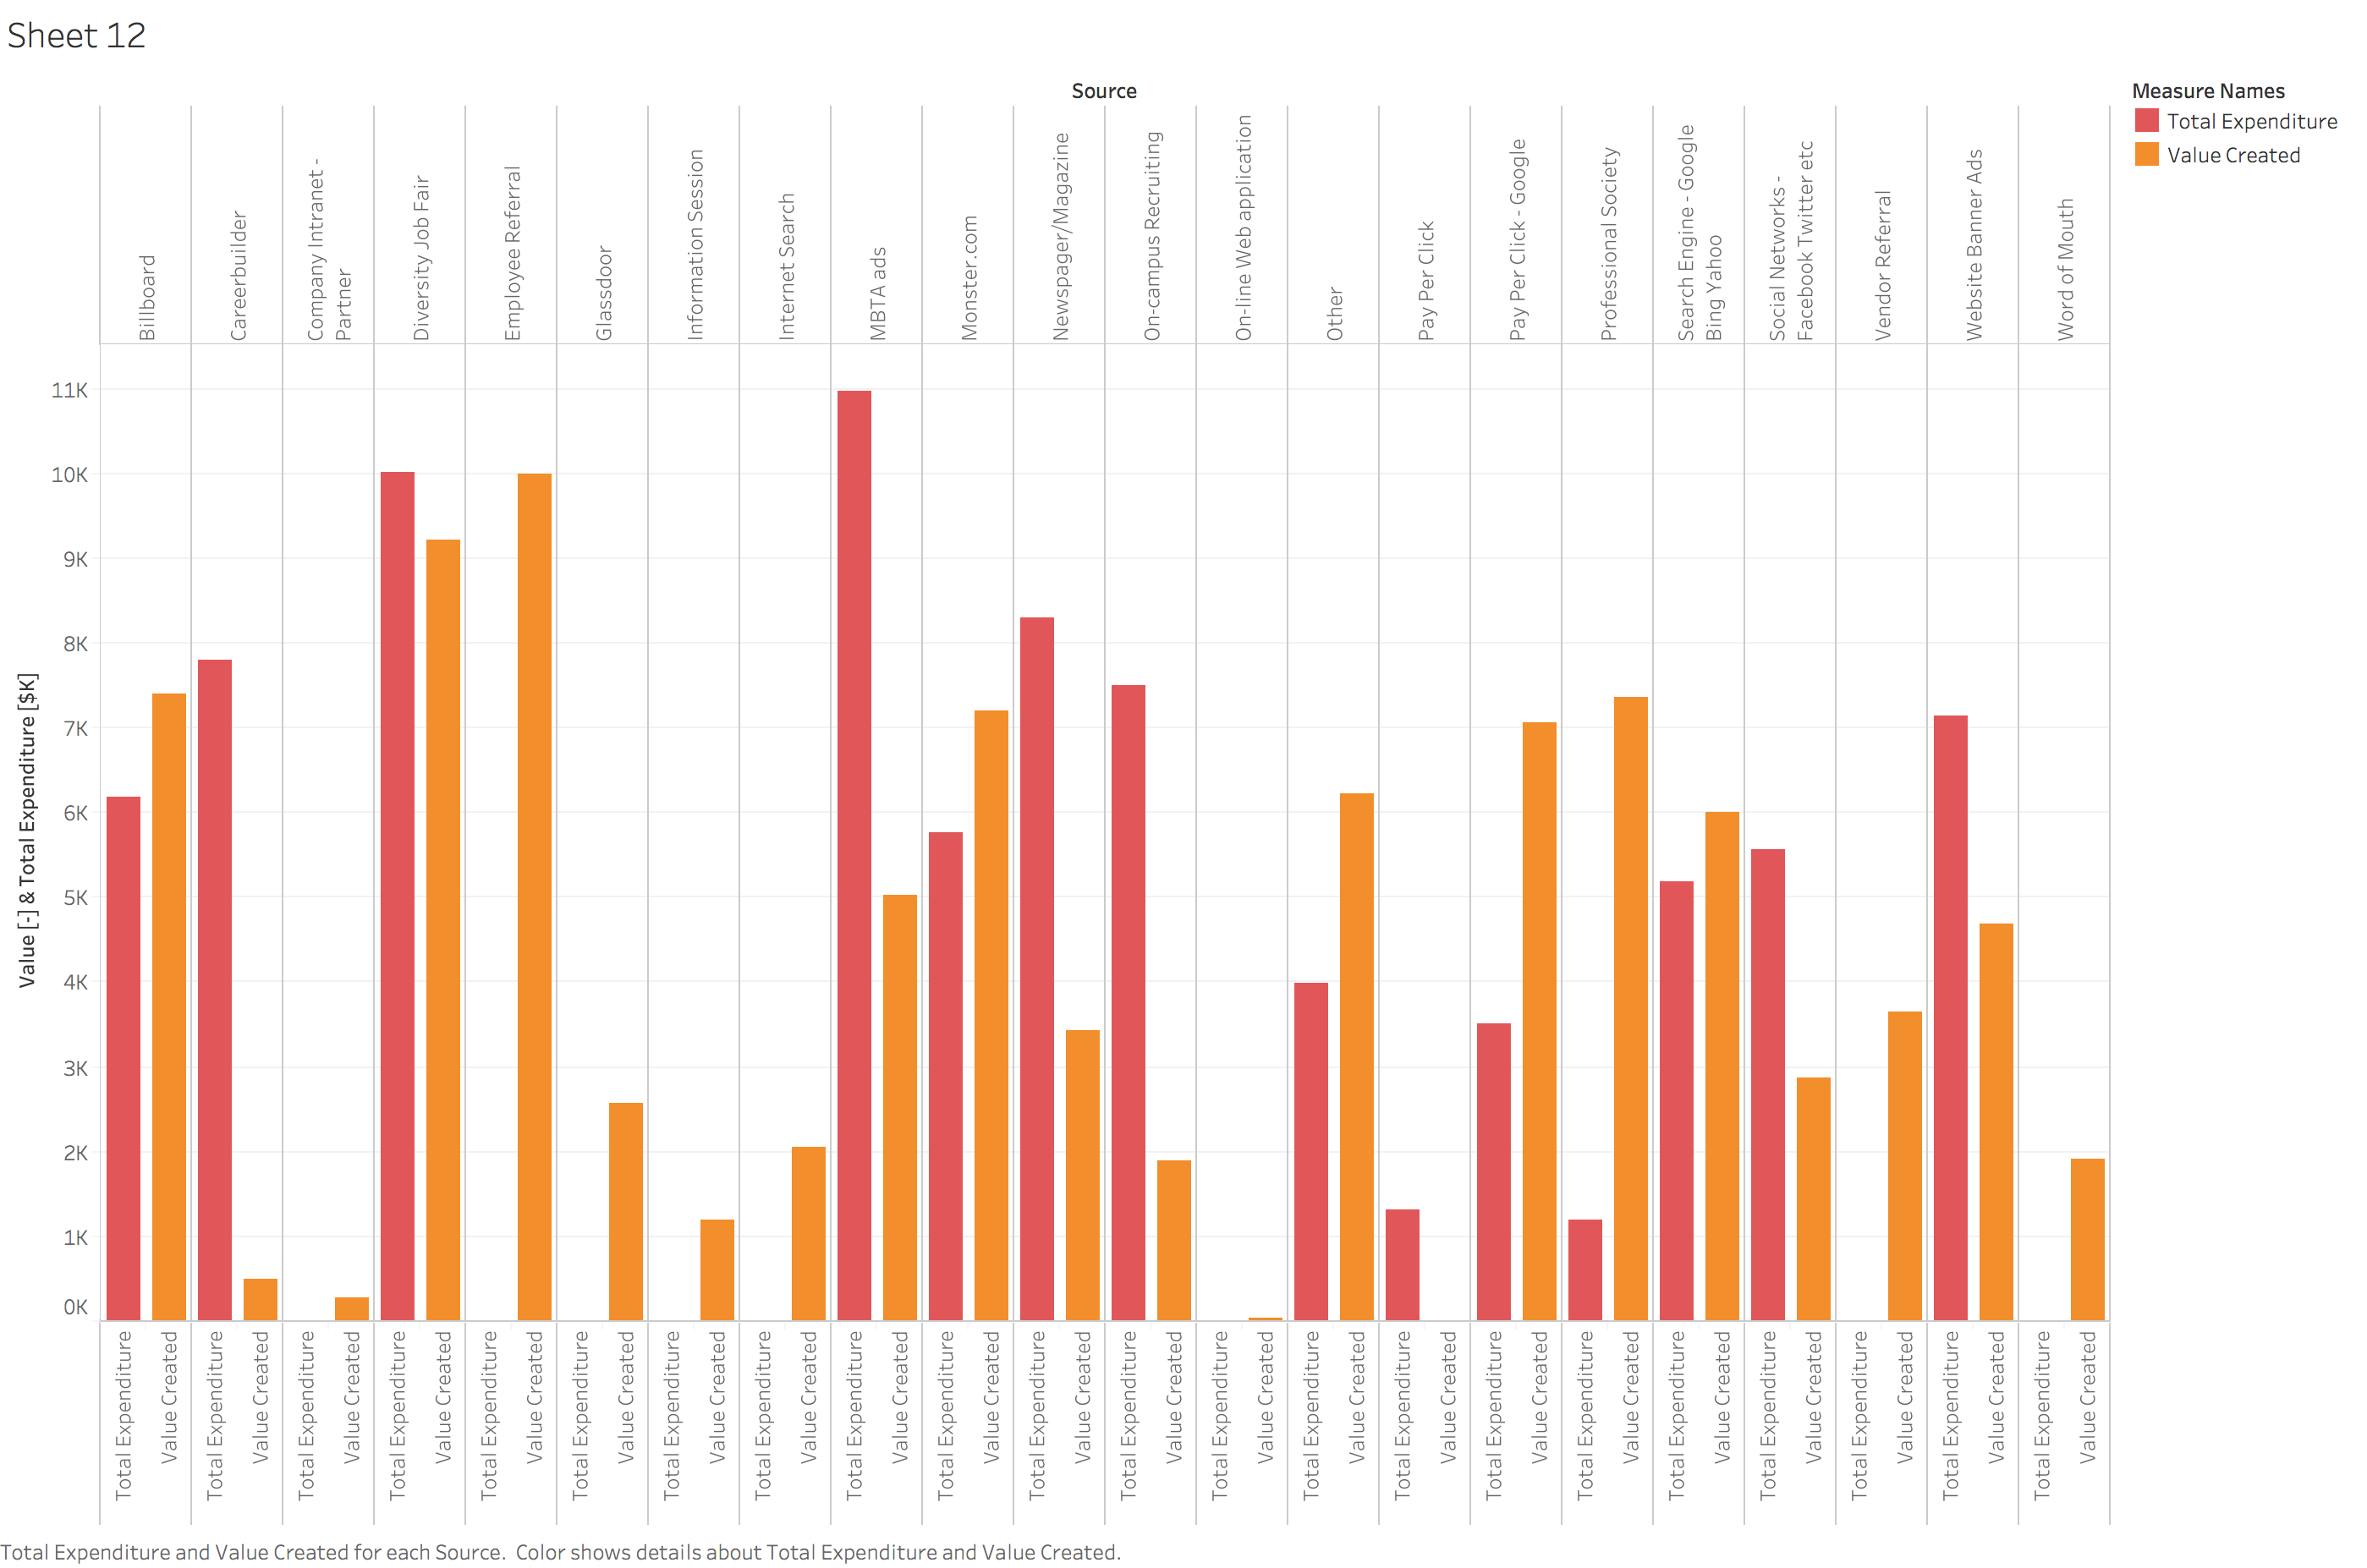 Sheet 12
Source
Measure Names
Total Expenditure
Value Created
Billboard
Careerbuilder
Company Intranet -
Partner
Diversity Job Fair
Employee Referral
Glassdoor
Information Session
Internet Search
MBTA ads
Monster.com
Newspager/Magazine
On-campus Recruiting
On-line Web application
Other
Pay Per Click
Pay Per Click - Google
Professional Society
Search Engine - Google
Bing Yahoo
Social Networks -
Facebook Twitter etc
Vendor Referral
Website Banner Ads
Word of Mouth
Value [-] & Total Expenditure [$K]
11K
10K
9K
8K
7K
6K
5K
4K
3K
2K
1K
0K
Total Expenditure
Value Created
Total Expenditure
Value Created
Total Expenditure
Value Created
Total Expenditure
Value Created
Total Expenditure
Value Created
Total Expenditure
Value Created
Total Expenditure
Value Created
Total Expenditure
Value Created
Total Expenditure
Value Created
Total Expenditure
Value Created
Total Expenditure
Value Created
Total Expenditure
Value Created
Total Expenditure
Value Created
Total Expenditure
Value Created
Total Expenditure
Value Created
Total Expenditure
Value Created
Total Expenditure
Value Created
Total Expenditure
Value Created
Total Expenditure
Value Created
Total Expenditure
Value Created
Total Expenditure
Value Created
Total Expenditure
Value Created
Total Expenditure and Value Created for each Source.  Color shows details about Total Expenditure and Value Created.